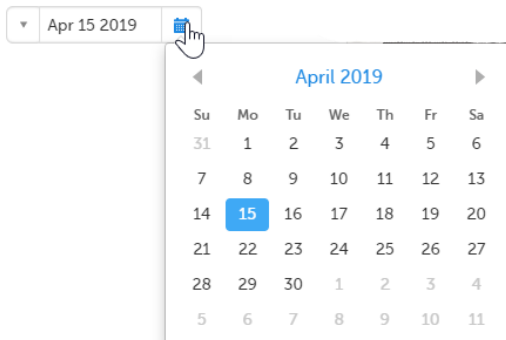 Apr 15 2019
April 2019
Su Mo Tu We Th Fr Sa
31 1 2 3 4 5 6
7 8 9 10 11 12 13
14 15 16 17 18 19 20
21 22 23 24 25 26 27
28 29 30 1 2 3 4
5 6 7 8 9 10 11